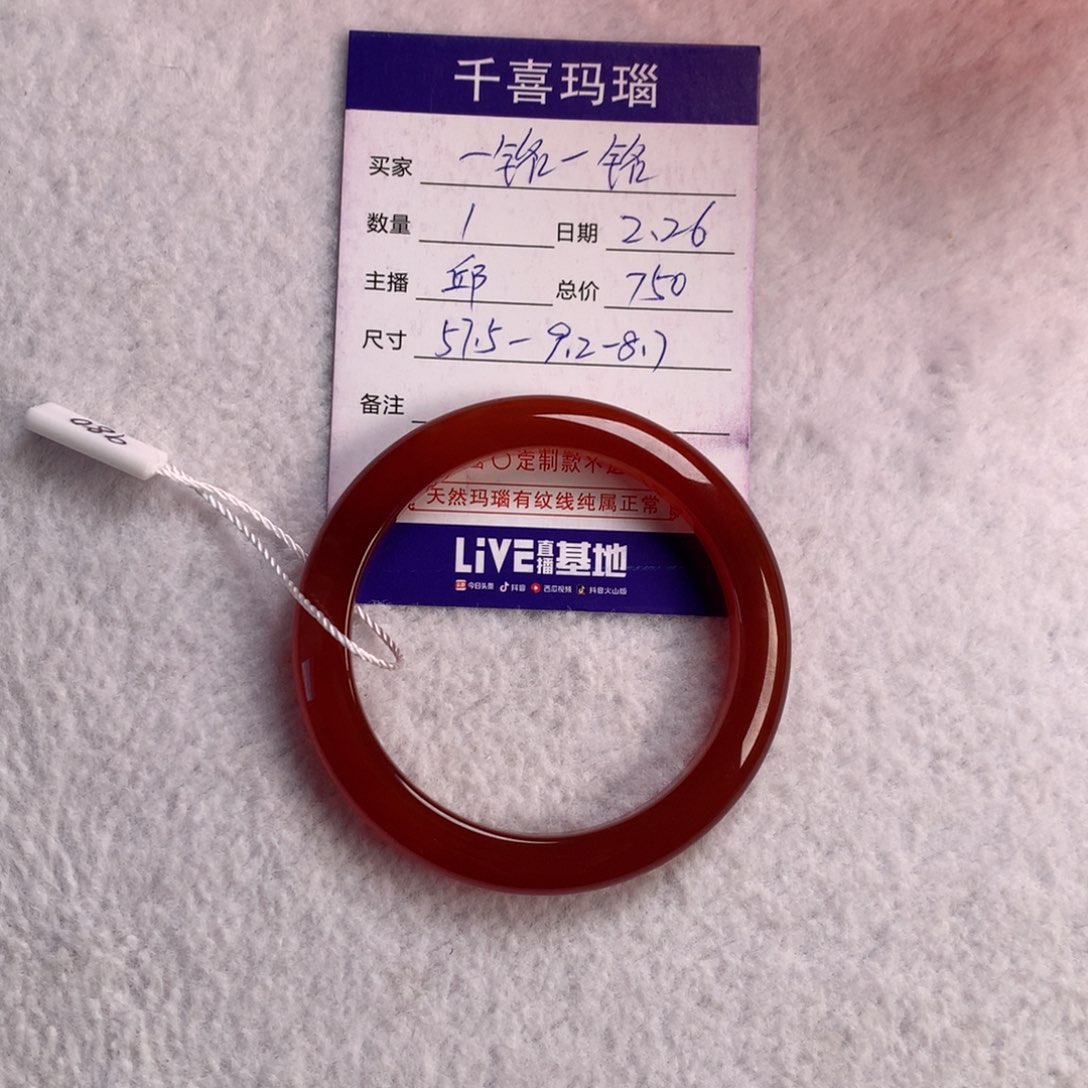 千喜玛瑙
买家 一铭一铭
数量 1 日期 2、26
主播 邱 总价 750
尺寸 57.5-9.2-8.7
备注
定制款不
天然玛瑙有纹线纯属正常
LiVE直播基地
今日头条 抖音 西瓜视频 抖音火山版